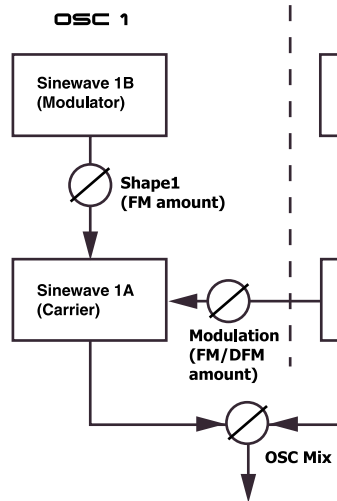 OSC 1
Sinewave 1B
(Modulator)
Shape1
(FM amount)
Sinewave 1A
(Carrier)
Modulation
(FM/DFM
amount)
OSC Mix